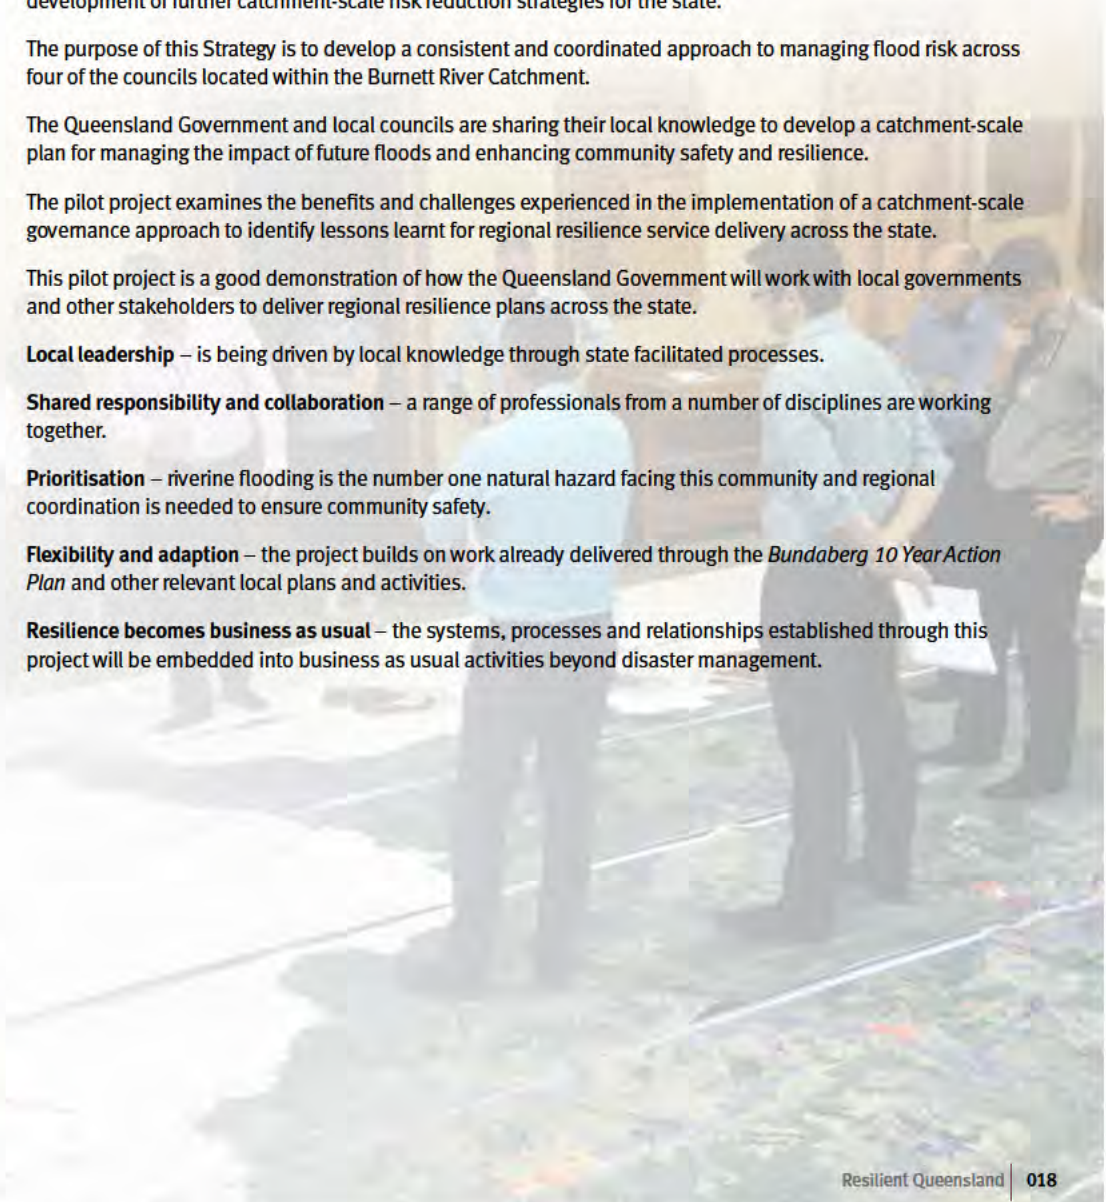 development of further catchment-scale risk reduction strategies for the state.
The purpose of this Strategy is to develop a consistent and coordinated approach to managing flood risk across
four of the councils located within the Burnett River Catchment.
The Queensland Government and local councils are sharing their local knowledge to develop a catchment-scale
plan for managing the impact of future floods and enhancing community safety and resilience.
The pilot project examines the benefits and challenges experienced in the implementation of a catchment-scale
governance approach to identify lessons learnt for regional resilience service delivery across the state.
This pilot project is a good demonstration of how the Queensland Government will work with local governments
and other stakeholders to deliver regional resilience plans across the state.
Local leadership – is being driven by local knowledge through state facilitated processes.
Shared responsibility and collaboration – a range of professionals from a number of disciplines are working
together.
Prioritisation – riverine flooding is the number one natural hazard facing this community and regional
coordination is needed to ensure community safety.
Flexibility and adaption – the project builds on work already delivered through the Bundaberg 10 Year Action
Plan and other relevant local plans and activities.
Resilience becomes business as usual – the systems, processes and relationships established through this
project will be embedded into business as usual activities beyond disaster management.
Resilient Queensland 018